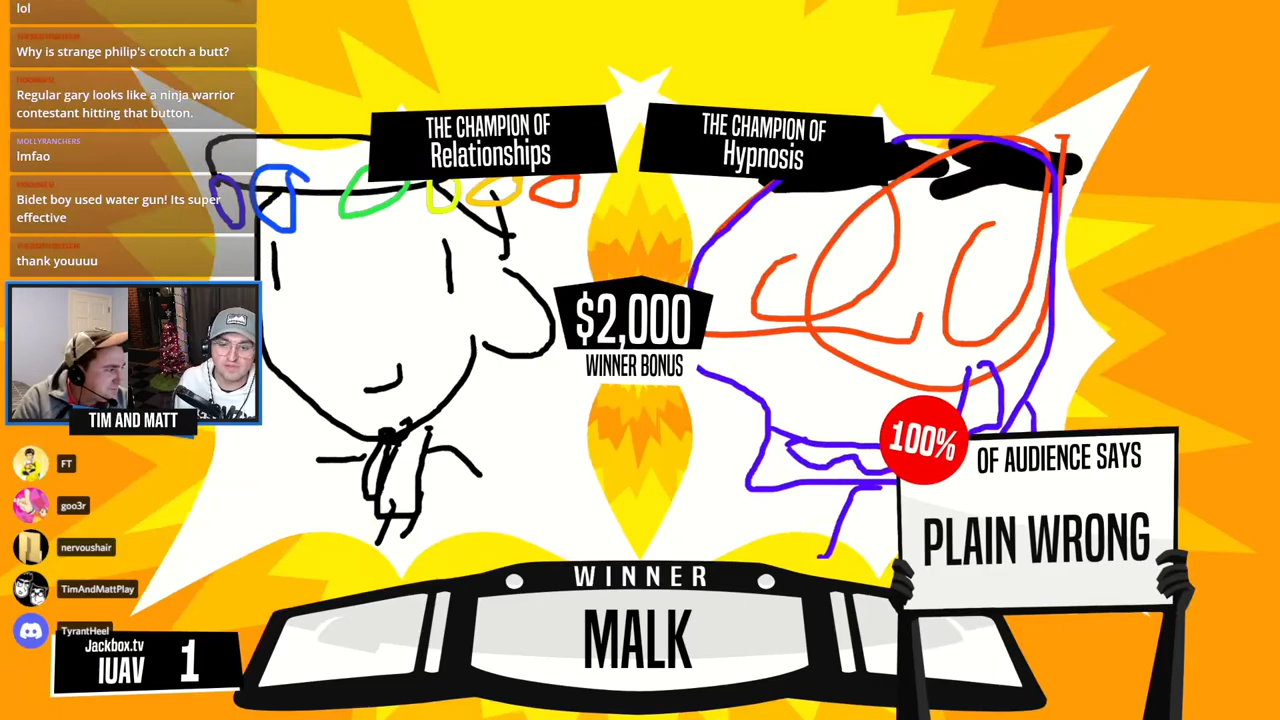 lol
Why is strange philip's crotch a butt?
Regular gary looks like a ninja warrior
contestant hitting that button.
MOLLYRANCHERS
lmfao
Bidet boy used water gun! Its super
effective
thank youuuu
TIM AND MATT
FT
goo3r
nervoushair
TimAndMattPlay
TyrantHeel
Jackbox.tv
IUAV
1
THE CHAMPION OF
Relationships
THE CHAMPION OF
Hypnosis
$2,000
WINNER BONUS
100%
OF AUDIENCE SAYS
PLAIN WRONG
WINNER
MALK